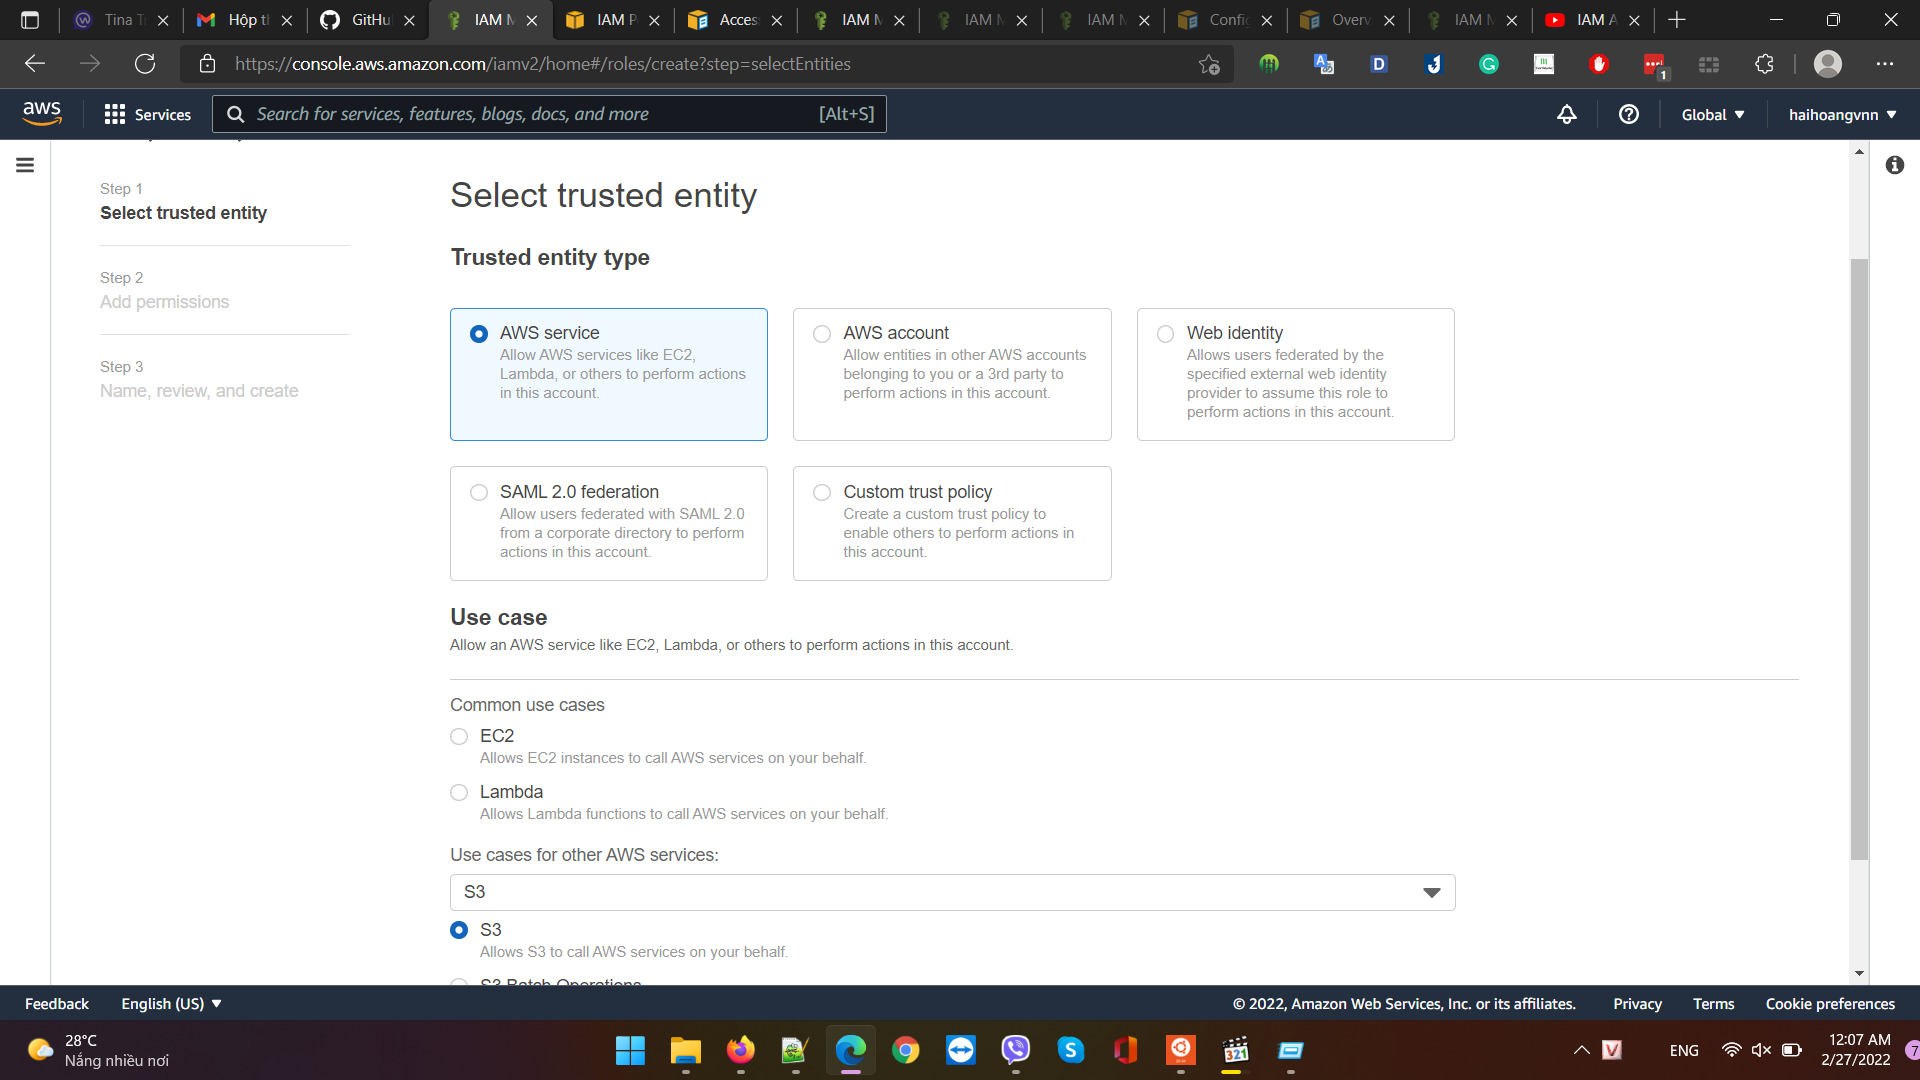 Tina T
Hộp t
GitHu
IAM M
IAM P
Acces
IAM M
IAM M
IAM M
Config
Overv
IAM M
IAM A
https://console.aws.amazon.com/iamv2/home#/roles/create?step=selectEntities
1
aws
Services
Search for services, features, blogs, docs, and more
[Alt+S]
Global
haihoangvnn
Step 1
Select trusted entity
Step 2
Add permissions
Step 3
Name, review, and create
Select trusted entity
Trusted entity type
AWS service
Allow AWS services like EC2,
Lambda, or others to perform actions
in this account.
AWS account
Allow entities in other AWS accounts
belonging to you or a 3rd party to
perform actions in this account.
Web identity
Allows users federated by the
specified external web identity
provider to assume this role to
perform actions in this account.
SAML 2.0 federation
Allow users federated with SAML 2.0
from a corporate directory to perform
actions in this account.
Custom trust policy
Create a custom trust policy to
enable others to perform actions in
this account.
Use case
Allow an AWS service like EC2, Lambda, or others to perform actions in this account.
Common use cases
EC2
Allows EC2 instances to call AWS services on your behalf.
Lambda
Allows Lambda functions to call AWS services on your behalf.
Use cases for other AWS services:
S3
S3
Allows S3 to call AWS services on your behalf.
S3 Batch Operations
Feedback
English (US)
© 2022, Amazon Web Services, Inc. or its affiliates.
Privacy
Terms
Cookie preferences
28°C
Nắng nhiều nơi
321
ENG
12:07 AM
2/27/2022
7